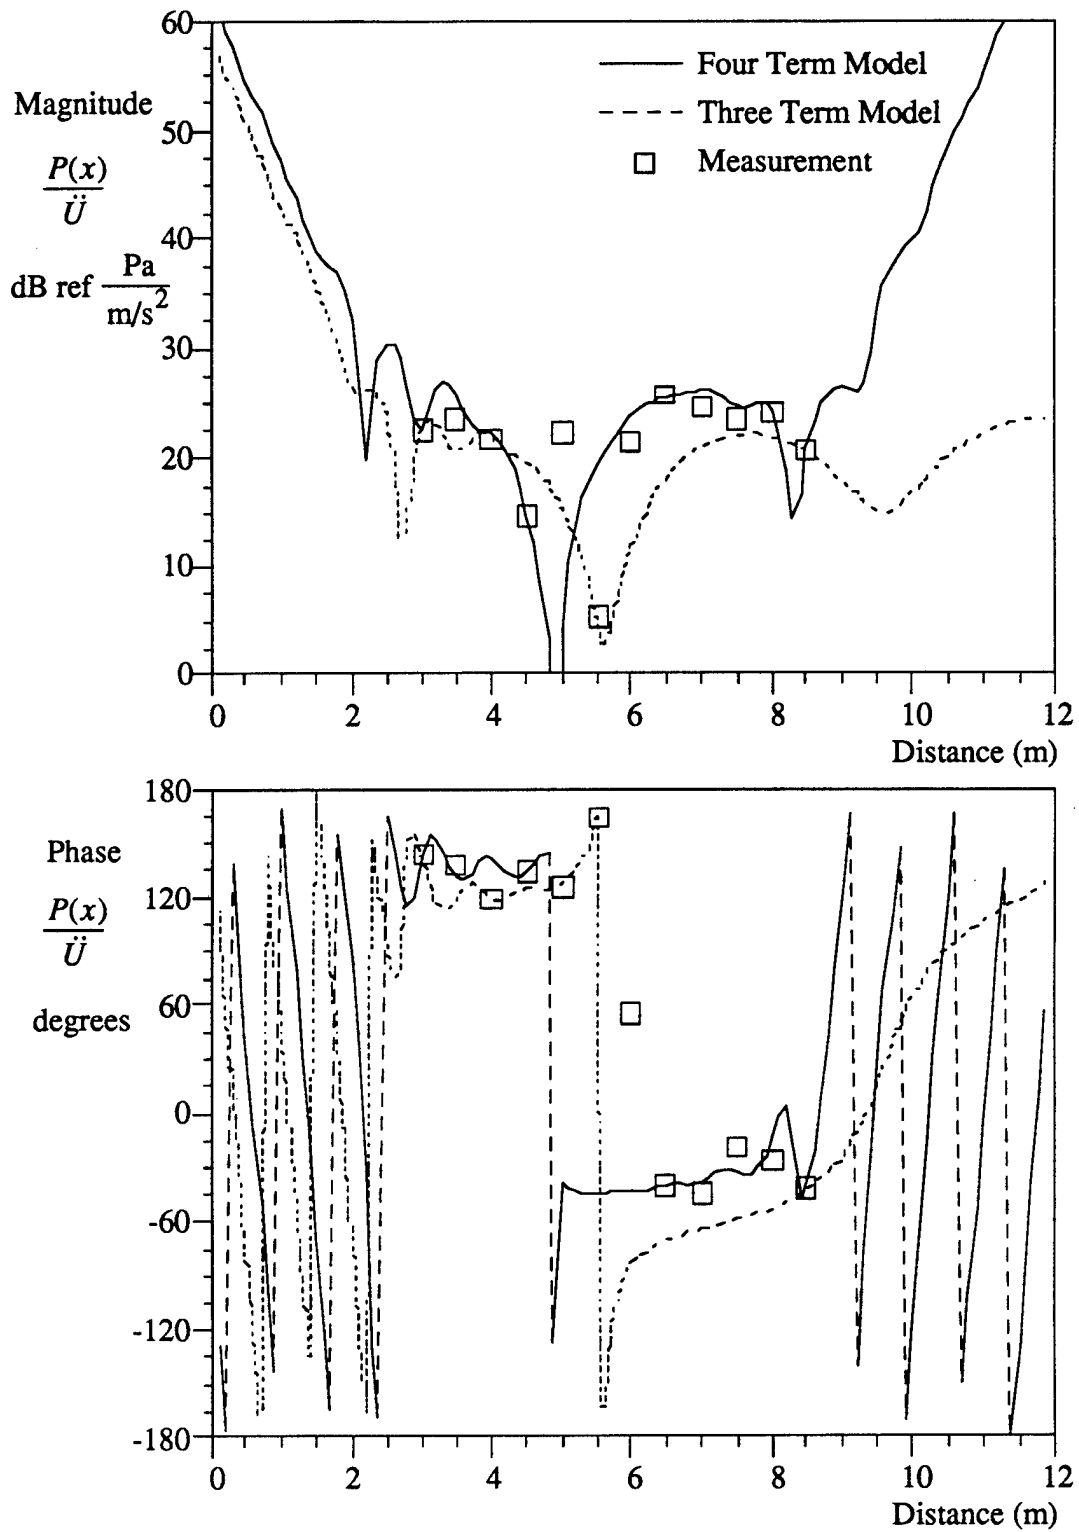 60
Four Term Model
Magnitude
Three Term Model
50
P(x)
Ü
Measurement
40
dB ref Pa
m/s²
30
20
10
0
0 2 4 6 8 10 12
Distance (m)
180
Phase
120
P(x)
Ü
60
degrees
0
-60
-120
-180
0 2 4 6 8 10 12
Distance (m)